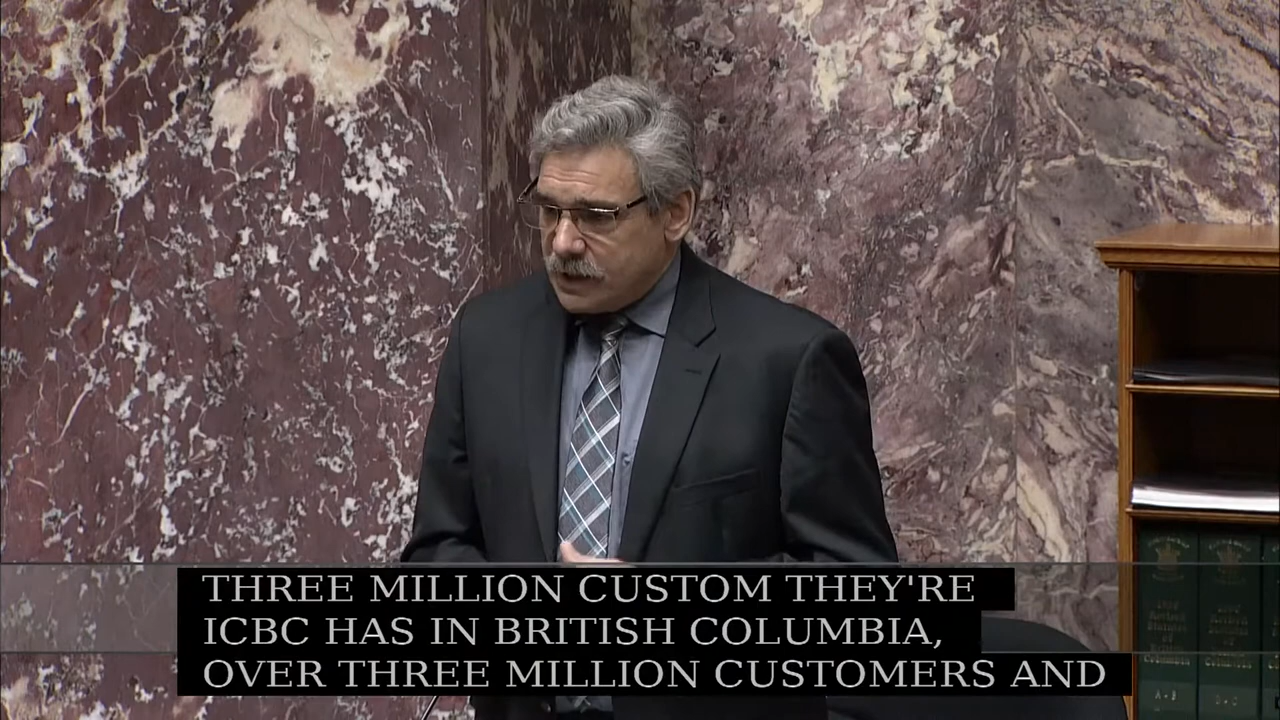 THREE MILLION CUSTOM THEY'RE
ICBC HAS IN BRITISH COLUMBIA,
OVER THREE MILLION CUSTOMERS AND
A-B